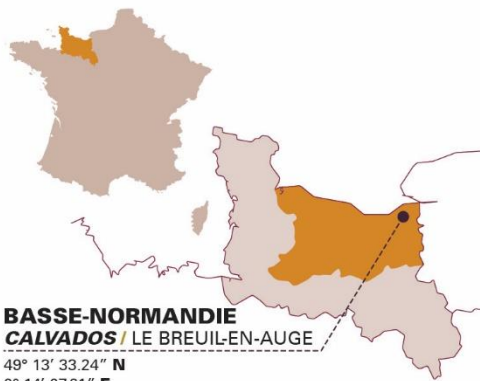 BASSE-NORMANDIE
CALVADOS / LE BREUIL-EN-AUGE
49° 13’ 33.24” N